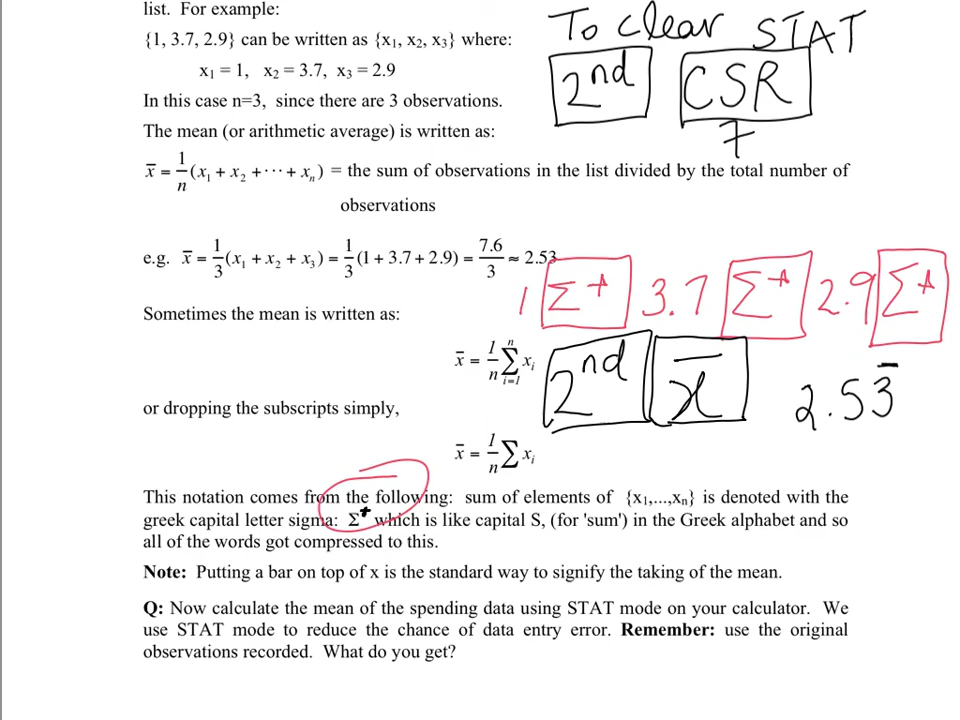 list. For example:
To clear STAT
{1, 3.7, 2.9} can be written as {x₁, x₂, x₃} where:
x₁ = 1, x₂ = 3.7, x₃ = 2.9
2nd CSR
In this case n=3, since there are 3 observations.
7
The mean (or arithmetic average) is written as:
x̄ = 1/n (x₁ + x₂ + ··· + xₙ) = the sum of observations in the list divided by the total number of
observations
e.g. x̄ = 1/3 (x₁ + x₂ + x₃) = 1/3 (1 + 3.7 + 2.9) = 7.6/3 ≈ 2.53
1 Σ+ 3.7 Σ+ 2.9 Σ+
Sometimes the mean is written as:
x̄ = 1/n Σᵢ₌₁ⁿ xᵢ
2nd x̄ 2.53̄
or dropping the subscripts simply,
x̄ = 1/n Σ xᵢ
This notation comes from the following: sum of elements of {x₁,...,xₙ} is denoted with the
greek capital letter sigma: Σ+ which is like capital S, (for 'sum') in the Greek alphabet and so
all of the words got compressed to this.
Note: Putting a bar on top of x is the standard way to signify the taking of the mean.
Q: Now calculate the mean of the spending data using STAT mode on your calculator. We
use STAT mode to reduce the chance of data entry error. Remember: use the original
observations recorded. What do you get?